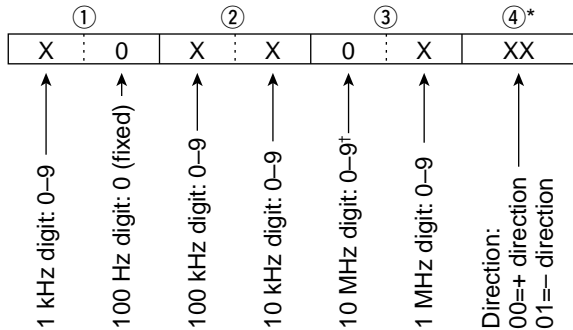 ① ② ③ ④*
X 0 X X 0 X XX
1 kHz digit: 0–9
100 Hz digit: 0 (fixed)
100 kHz digit: 0–9
10 kHz digit: 0–9
10 MHz digit: 0–9†
1 MHz digit: 0–9
Direction:
00=+ direction
01=– direction